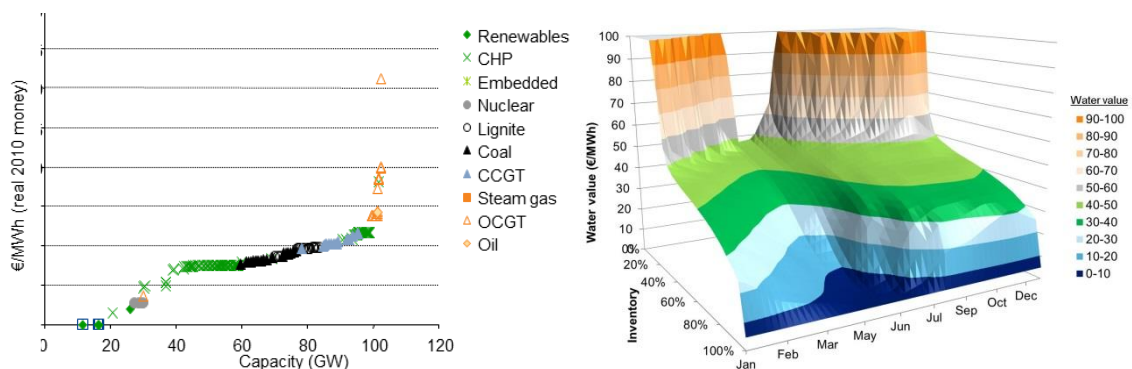 €/MWh (real 2010 money)
0
20
40
60
80
100
120
Capacity (GW)
Renewables
CHP
Embedded
Nuclear
Lignite
Coal
CCGT
Steam gas
OCGT
Oil
Water value (€/MWh)
100
90
80
70
60
50
40
30
20
10
0
0%
20%
40%
60%
80%
100%
Inventory
Jan
Feb
Mar
May
Jun
Jul
Sep
Oct
Dec
Water value
90-100
80-90
70-80
60-70
50-60
40-50
30-40
20-30
10-20
0-10